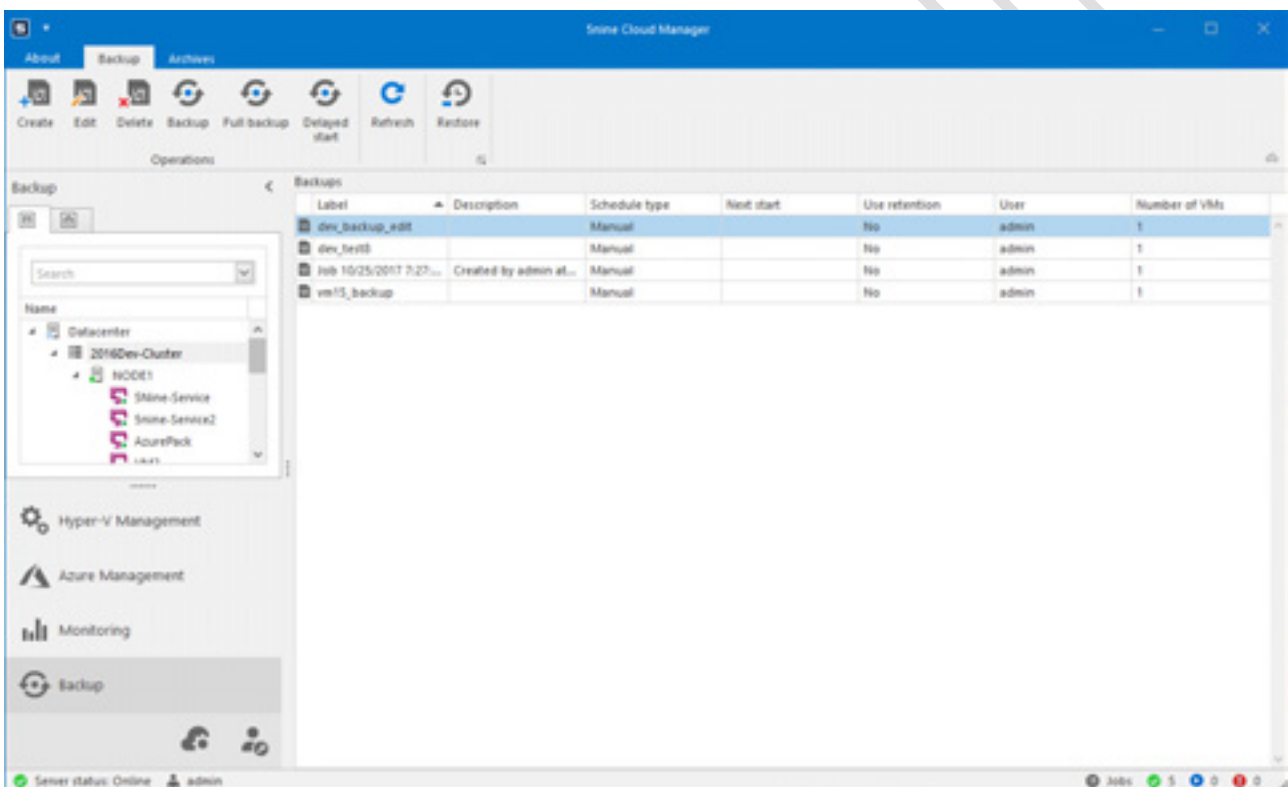 5nine Cloud Manager
About Backup Archives
Create Edit Delete Backup Full backup Delayed start Refresh Restore
Operations
Backup
Backups
Label Description Schedule type Next start Use retention User Number of VMs
dev_backup_edit Manual No admin 1
dev_test8 Manual No admin 1
Job 10/25/2017 7:27:... Created by admin at... Manual No admin 1
vm15_backup Manual No admin 1
Search
Name
Datacenter
2016Dev-Cluster
NODE1
5Nine-Service
5nine-Service2
AzurePack
Hyper-V Management
Azure Management
Monitoring
Backup
Server status: Online admin
Jobs 5 0 0